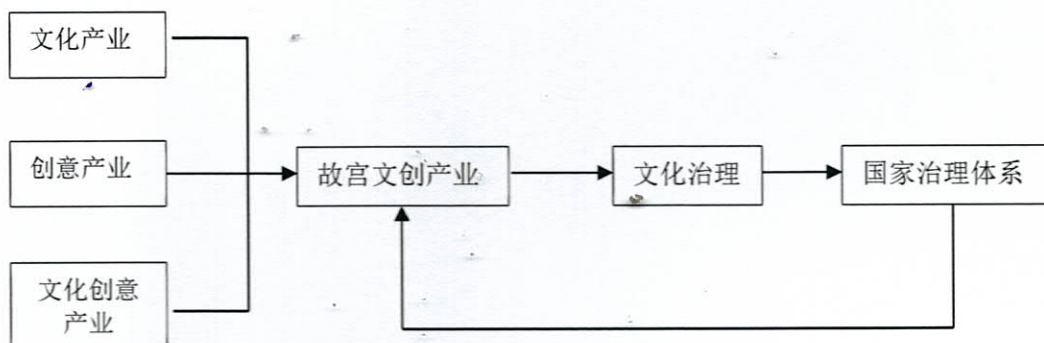 文化产业
创意产业
故宫文创产业
文化治理
国家治理体系
文化创意
产业